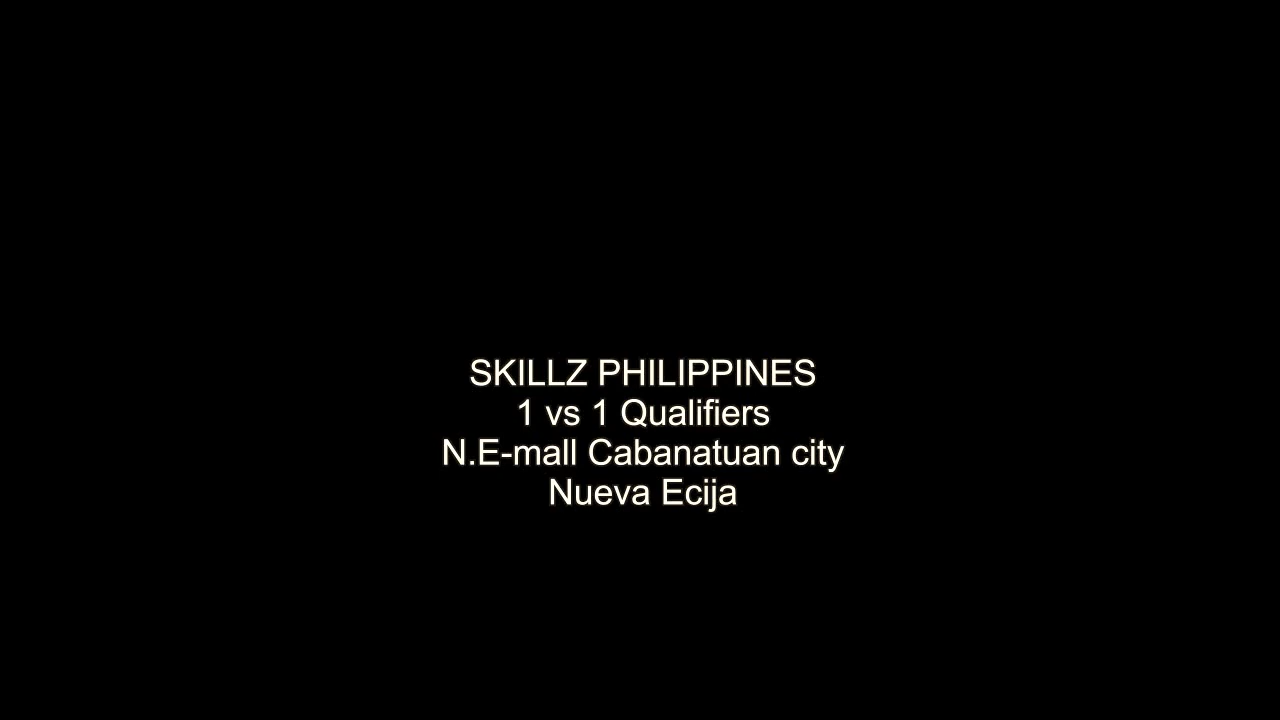 SKILLZ PHILIPPINES
1 vs 1 Qualifiers
N.E-mall Cabanatuan city
Nueva Ecija